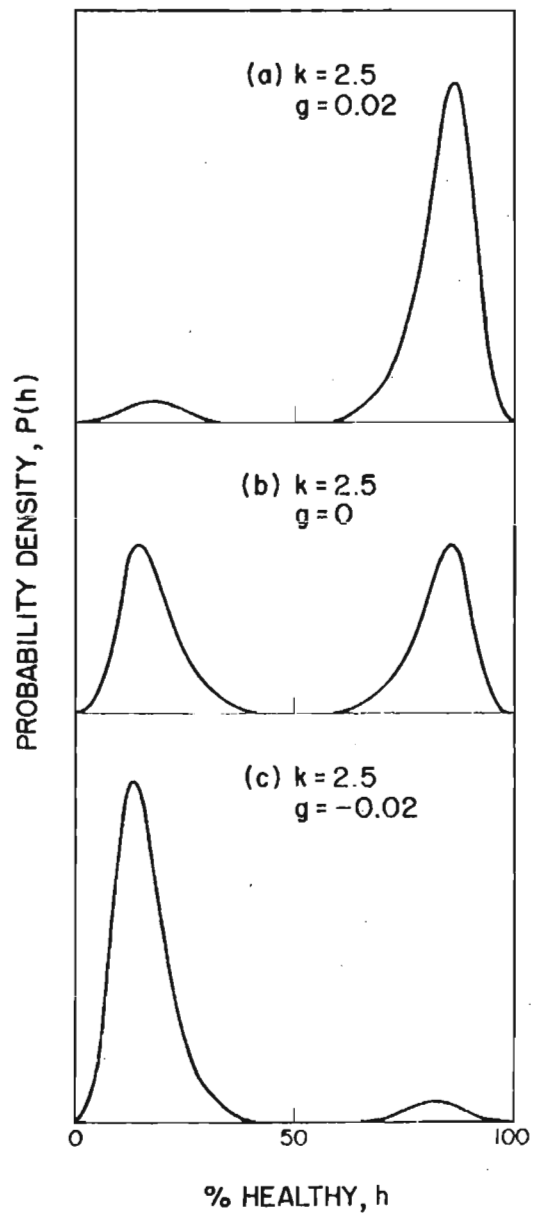 (a) k = 2.5
g = 0.02
(b) k = 2.5
g = 0
(c) k = 2.5
g = -0.02
PROBABILITY DENSITY, P(h)
0 50 100
% HEALTHY, h